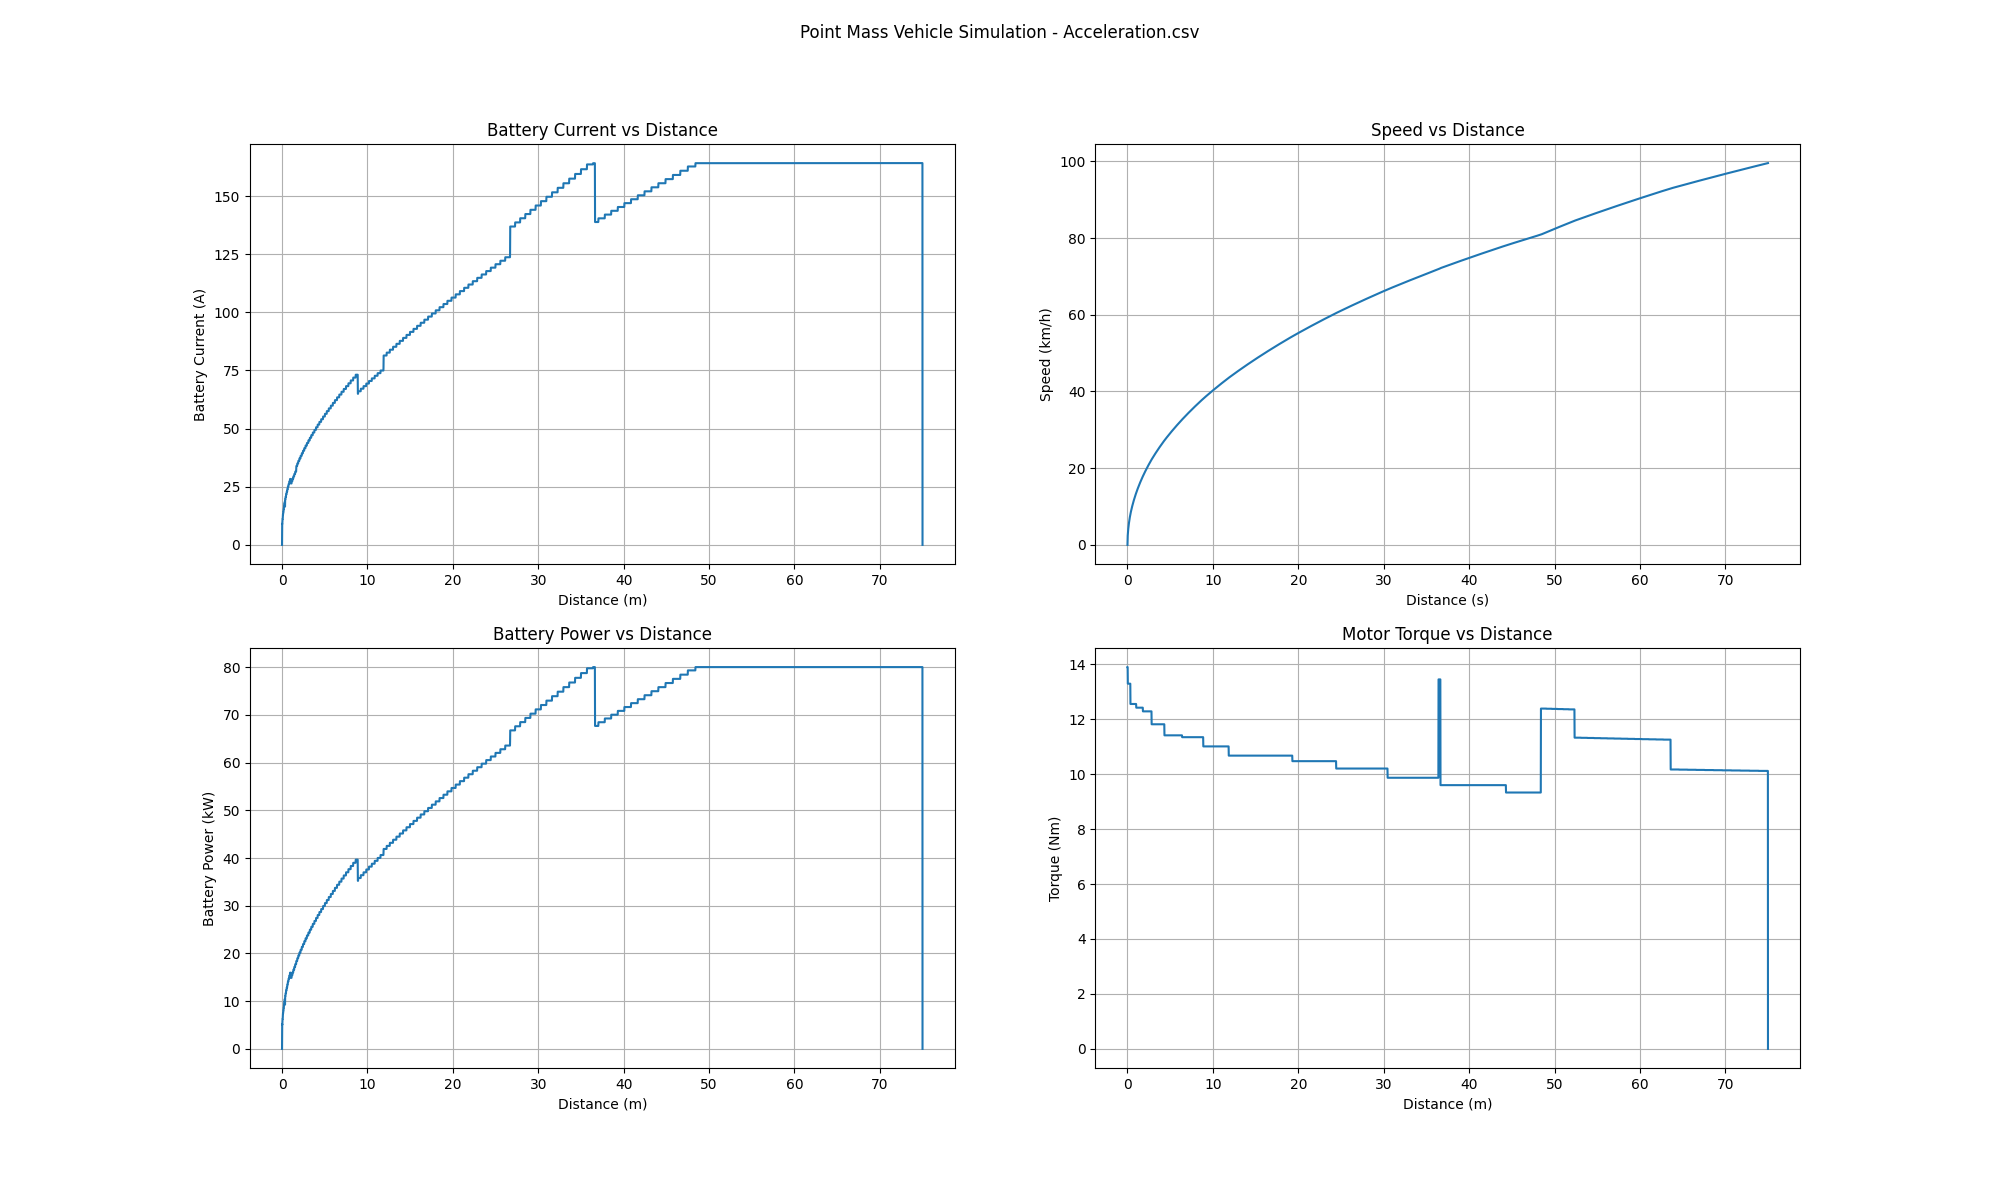 Point Mass Vehicle Simulation - Acceleration.csv
Battery Current vs Distance
Battery Current (A)
150
125
100
75
50
25
0
0 10 20 30 40 50 60 70
Distance (m)
Speed vs Distance
Speed (km/h)
100
80
60
40
20
0
0 10 20 30 40 50 60 70
Distance (s)
Battery Power vs Distance
Battery Power (kW)
80
70
60
50
40
30
20
10
0
0 10 20 30 40 50 60 70
Distance (m)
Motor Torque vs Distance
Torque (Nm)
14
12
10
8
6
4
2
0
0 10 20 30 40 50 60 70
Distance (m)